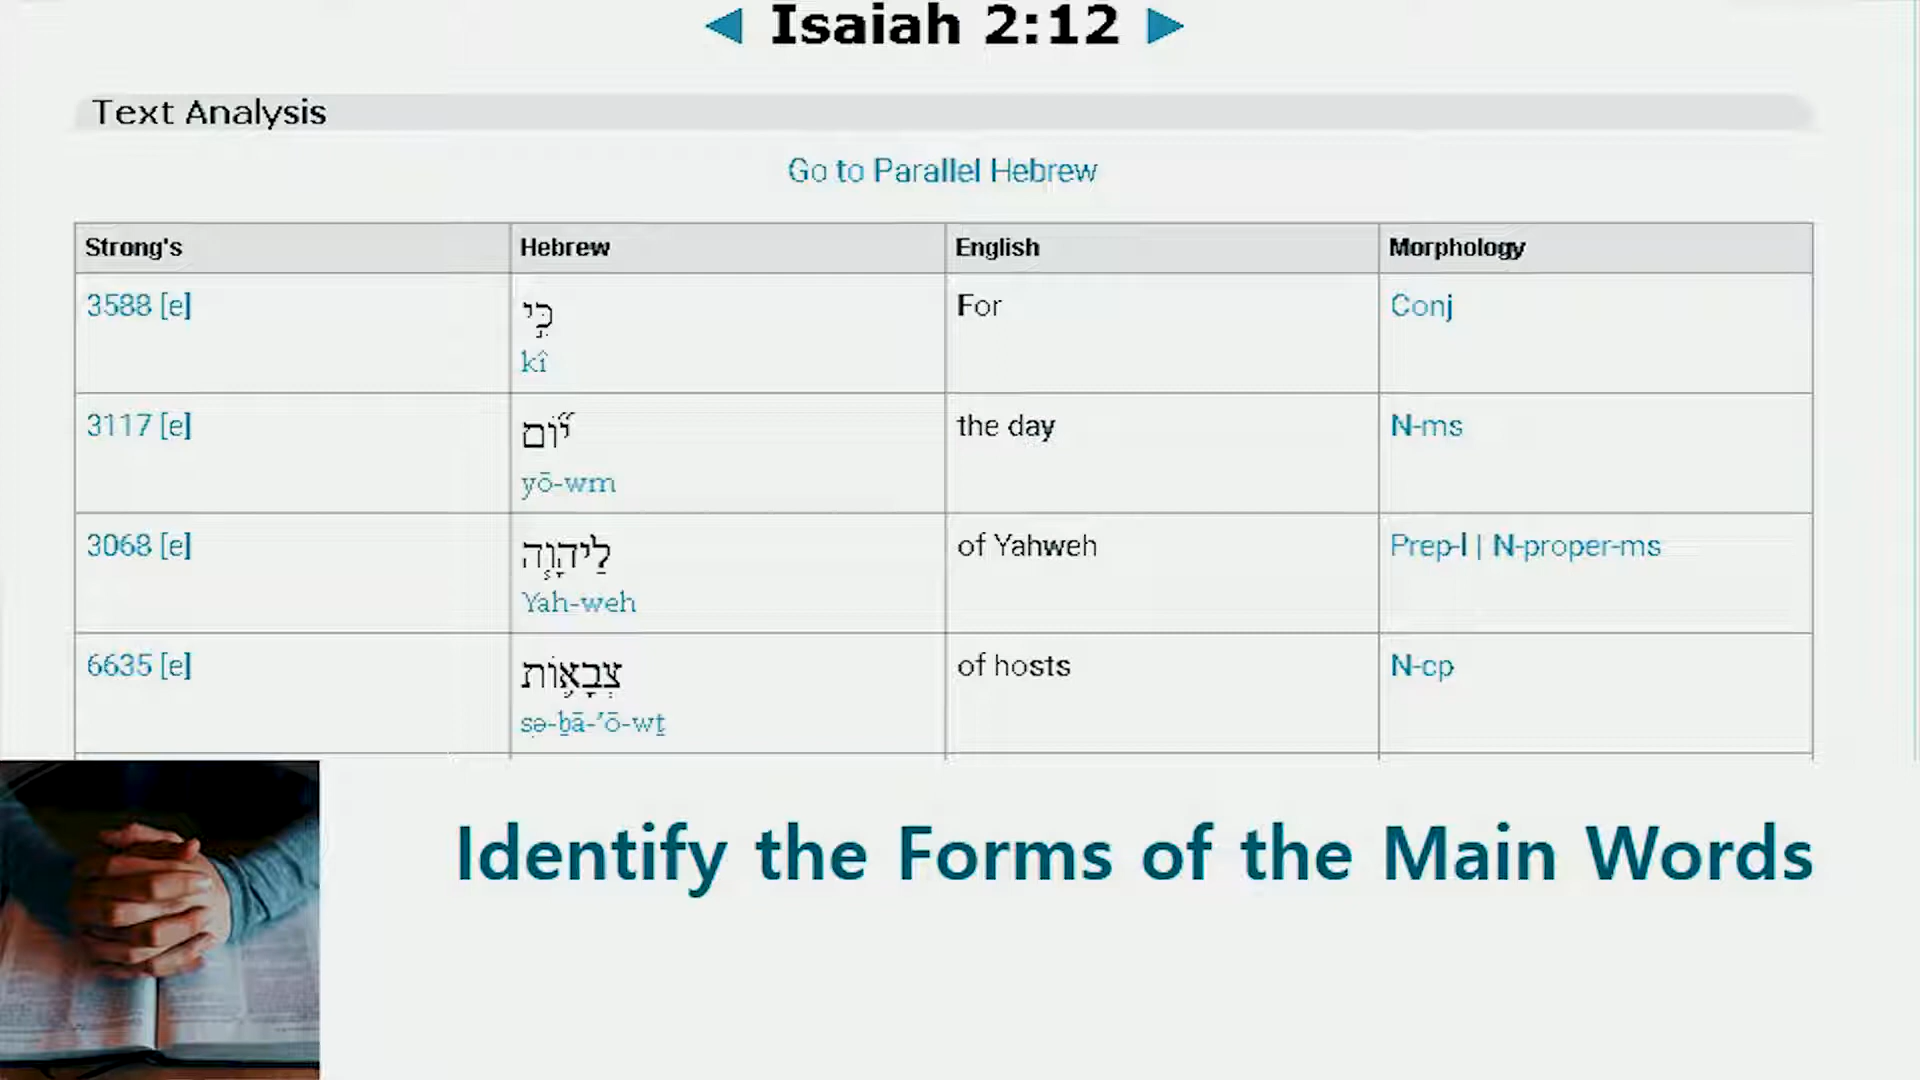 ◄ Isaiah 2:12 ►
Text Analysis
Go to Parallel Hebrew
Strong's Hebrew English Morphology
3588 [e] כִּ֣י For Conj
kî
3117 [e] י֞וֹם the day N-ms
yō-wm
3068 [e] לַיהוָ֧ה of Yahweh Prep-l | N-proper-ms
Yah-weh
6635 [e] צְבָא֛וֹת of hosts N-cp
ṣə-ḇā-’ō-wṯ
Identify the Forms of the Main Words